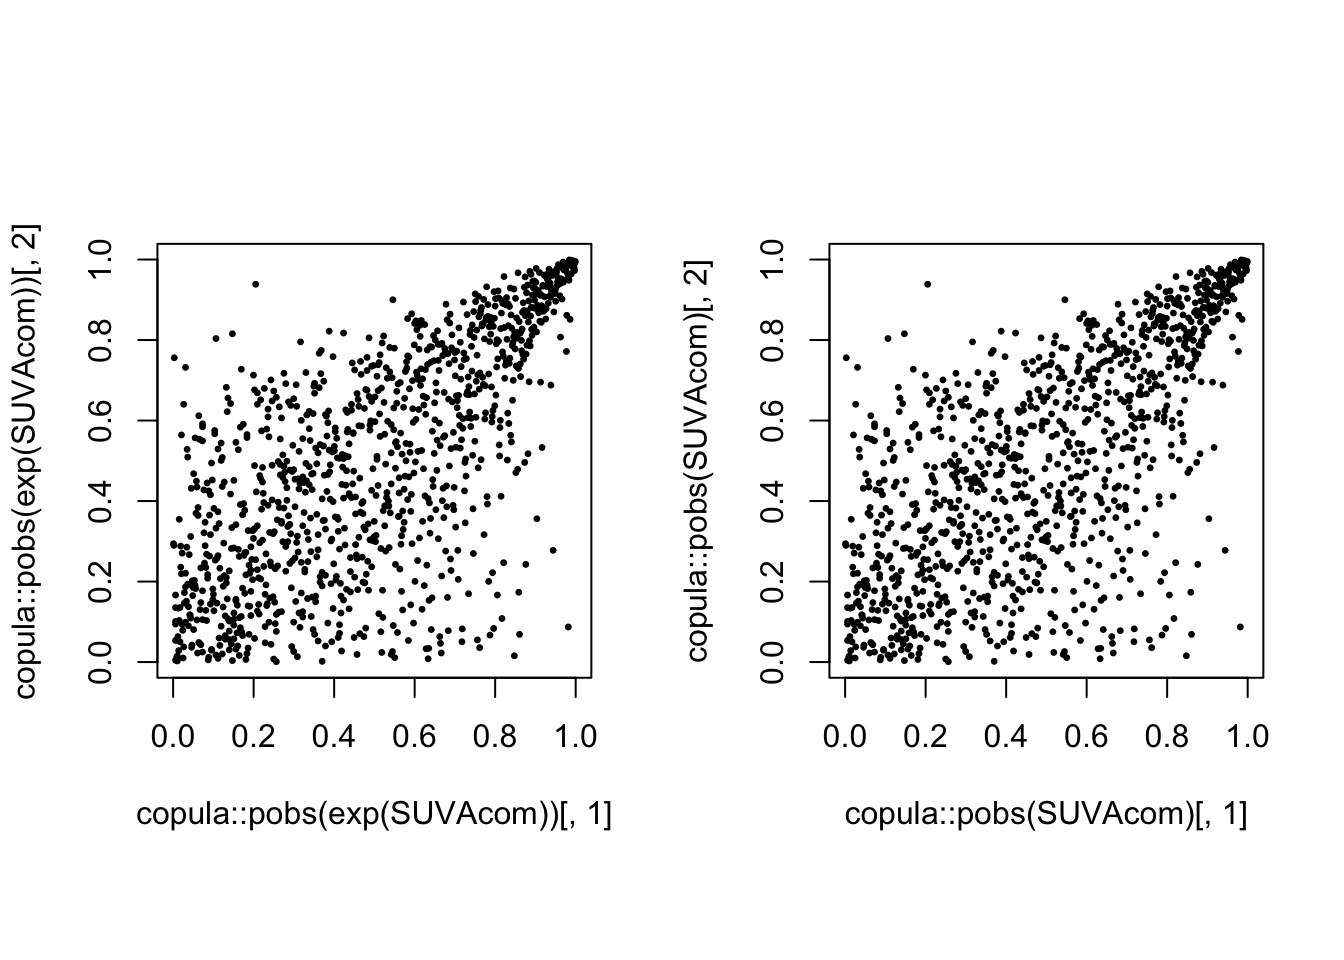 copula::pobs(exp(SUVAcom))[, 2]
1.0
0.8
0.6
0.4
0.2
0.0
0.0 0.2 0.4 0.6 0.8 1.0
copula::pobs(exp(SUVAcom))[, 1]
copula::pobs(SUVAcom)[, 2]
1.0
0.8
0.6
0.4
0.2
0.0
0.0 0.2 0.4 0.6 0.8 1.0
copula::pobs(SUVAcom)[, 1]